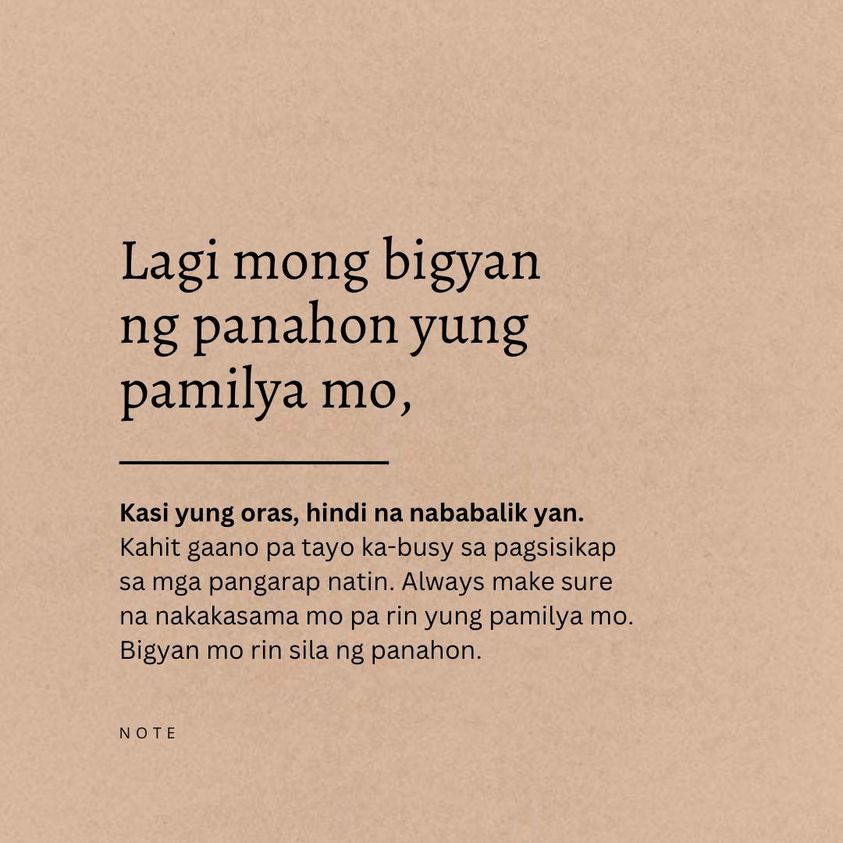 Lagi mong bigyan
ng panahon yung
pamilya mo,
Kasi yung oras, hindi na nababalik yan.
Kahit gaano pa tayo ka-busy sa pagsisikap
sa mga pangarap natin. Always make sure
na nakakasama mo pa rin yung pamilya mo.
Bigyan mo rin sila ng panahon.
NOTE